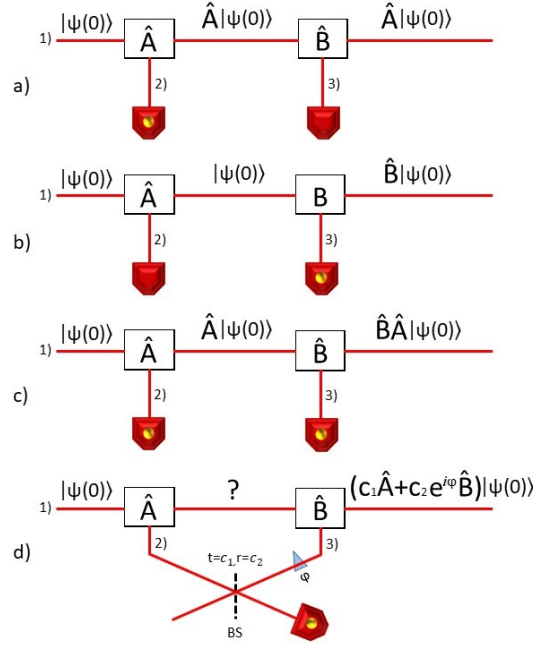 1) |ψ(0)⟩ Â Â|ψ(0)⟩ B̂ Â|ψ(0)⟩
2) 3)
a)
1) |ψ(0)⟩ Â |ψ(0)⟩ B B̂|ψ(0)⟩
2) 3)
b)
1) |ψ(0)⟩ Â Â|ψ(0)⟩ B̂ B̂Â|ψ(0)⟩
2) 3)
c)
1) |ψ(0)⟩ Â ? B̂ (c₁Â+c₂e^{iφ}B̂)|ψ(0)⟩
2) 3)
d) t=c₁,r=c₂ φ
BS